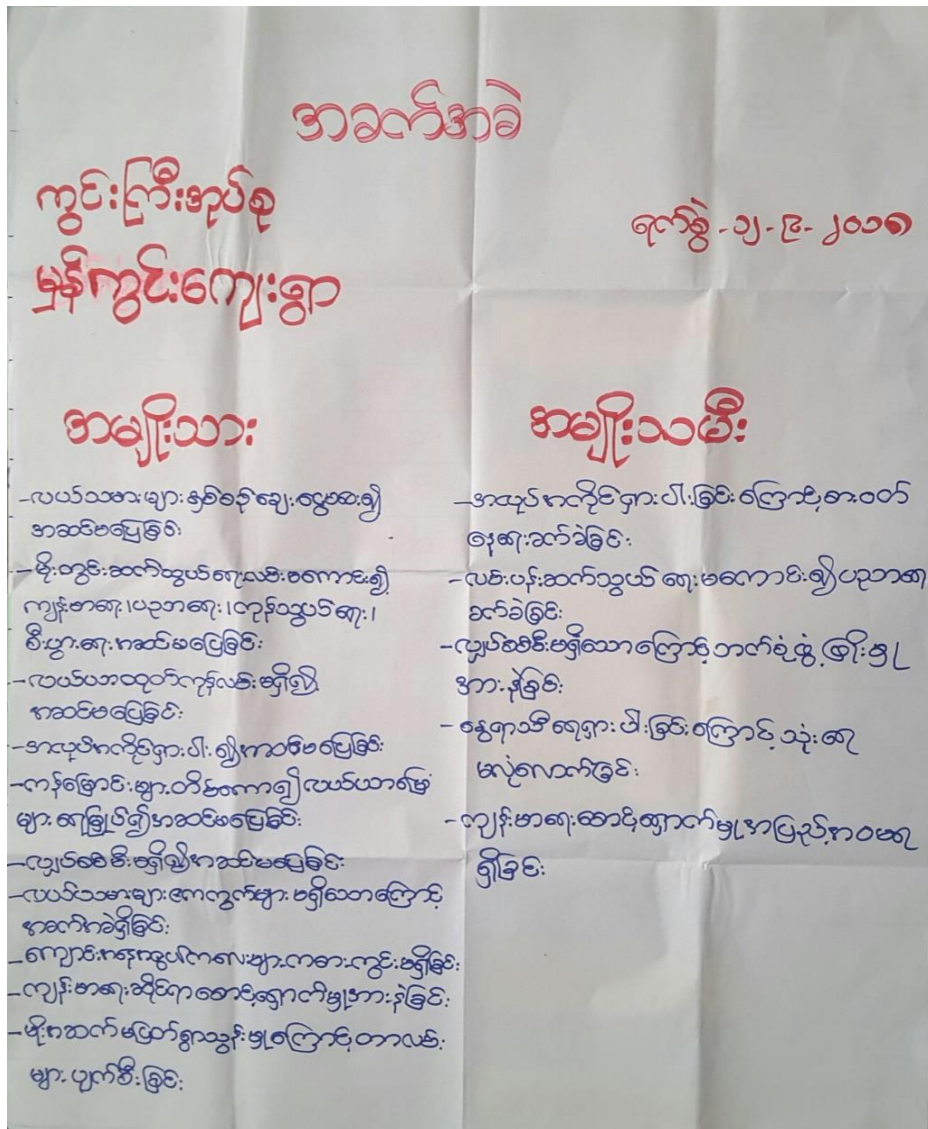 အခက်အခဲ
ကွင်းကြီးအုပ်စု
မှန်ကွင်းကျေးရွာ
ရက်စွဲ - ၁၂ - ၉ - ၂၀၁၈
အမျိုးသား
-လယ်သမားများနှစ်စဉ်ချေးငွေမဆပ်၍
အဆင်မပြေခြင်း
-မိုးတွင်းဆက်သွယ်ရေးလမ်းမကောင်း၍
ကျန်းမာရေး၊ပညာရေး၊ကုန်သွယ်ရေး၊
စီးပွားရေးအဆင်မပြေခြင်း
-လယ်ယာထုတ်ကုန်လမ်းမရှိ၍
အဆင်မပြေခြင်း
-အလုပ်အကိုင်ရှားပါး၍အဆင်မပြေခြင်း
-ကန်မြောင်းများတိမ်ကော၍လယ်ယာမြေ
များရေမြှုပ်၍အဆင်မပြေခြင်း
-လျှပ်စစ်မီးမရှိ၍အဆင်မပြေခြင်း
-လယ်သမားများ ကွက်များမရှိသောကြောင့်
အခက်အခဲရှိခြင်း
-ကျောင်း ကလေးများကစားကွင်းမရှိခြင်း
-ကျန်းမာရေးဆိုင်ရာစောင့်ရှောက်မှုအားနဲခြင်း
-မိုးအဆက်မပြတ်ရွာသွန်းမှုကြောင့်တာလမ်း
များပျက်စီးခြင်း
အမျိုးသမီး
-အလုပ်အကိုင်ရှားပါးခြင်းကြောင့်စားဝတ်
နေရေးခက်ခဲခြင်း
-လမ်းပန်းဆက်သွယ်ရေးမကောင်း၍ပညာရေး
ခက်ခဲခြင်း
-လျှပ်စစ်မီးမရှိသောကြောင့်ဘက်စုံဖွံ့ဖြိုးမှု
အားနဲခြင်း
-နွေရာသီရေရှားပါးခြင်းကြောင့်သုံးရေ
မလုံလောက်ခြင်း
-ကျန်းမာရေးစောင့်ရှောက်မှုအပြည့်အဝမရ
ရှိခြင်း